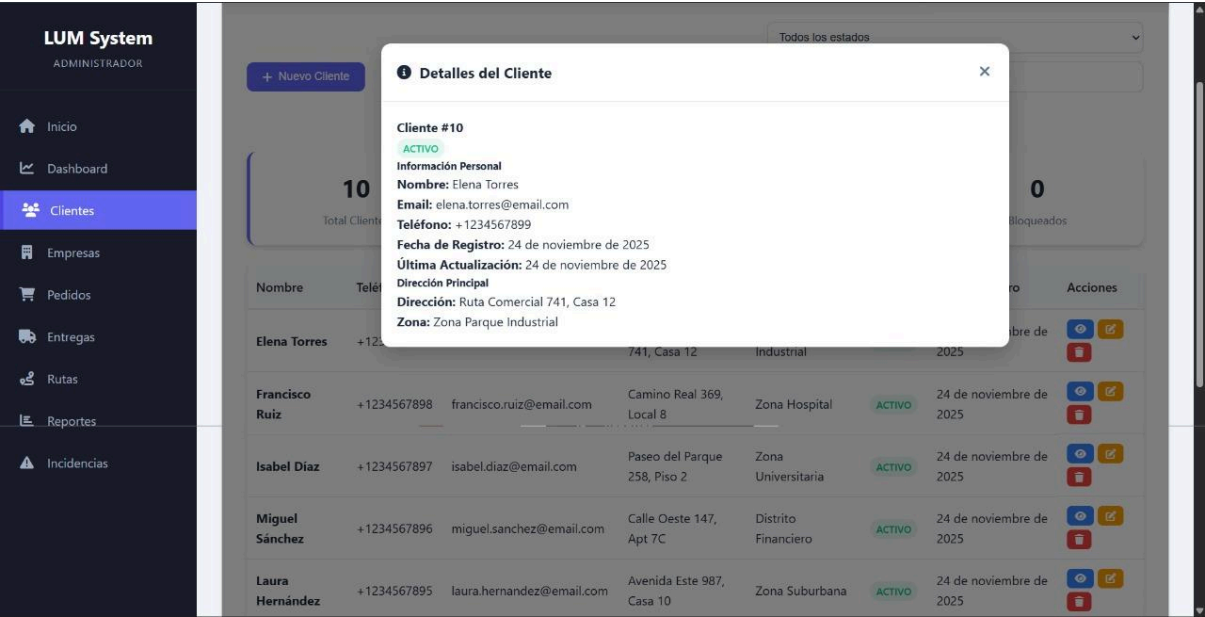 LUM System
ADMINISTRADOR
Inicio
Dashboard
Clientes
Empresas
Pedidos
Entregas
Rutas
Reportes
Incidencias
Todos los estados
+ Nuevo Cliente
Detalles del Cliente
Cliente #10
ACTIVO
Información Personal
Nombre: Elena Torres
Email: elena.torres@email.com
Teléfono: +1234567899
Fecha de Registro: 24 de noviembre de 2025
Última Actualización: 24 de noviembre de 2025
Dirección Principal
Dirección: Ruta Comercial 741, Casa 12
Zona: Zona Parque Industrial
10
Total
0
Bloqueados
Nombre
Acciones
Elena Torres
741, Casa 12
Industrial
2025
Francisco
Ruiz
+1234567898
francisco.ruiz@email.com
Camino Real 369,
Local 8
Zona Hospital
ACTIVO
24 de noviembre de
2025
Isabel Díaz
+1234567897
isabel.diaz@email.com
Paseo del Parque
258, Piso 2
Zona
Universitaria
ACTIVO
24 de noviembre de
2025
Miguel
Sánchez
+1234567896
miguel.sanchez@email.com
Calle Oeste 147,
Apt 7C
Distrito
Financiero
ACTIVO
24 de noviembre de
2025
Laura
Hernández
+1234567895
laura.hernandez@email.com
Avenida Este 987,
Casa 10
Zona Suburbana
ACTIVO
24 de noviembre de
2025